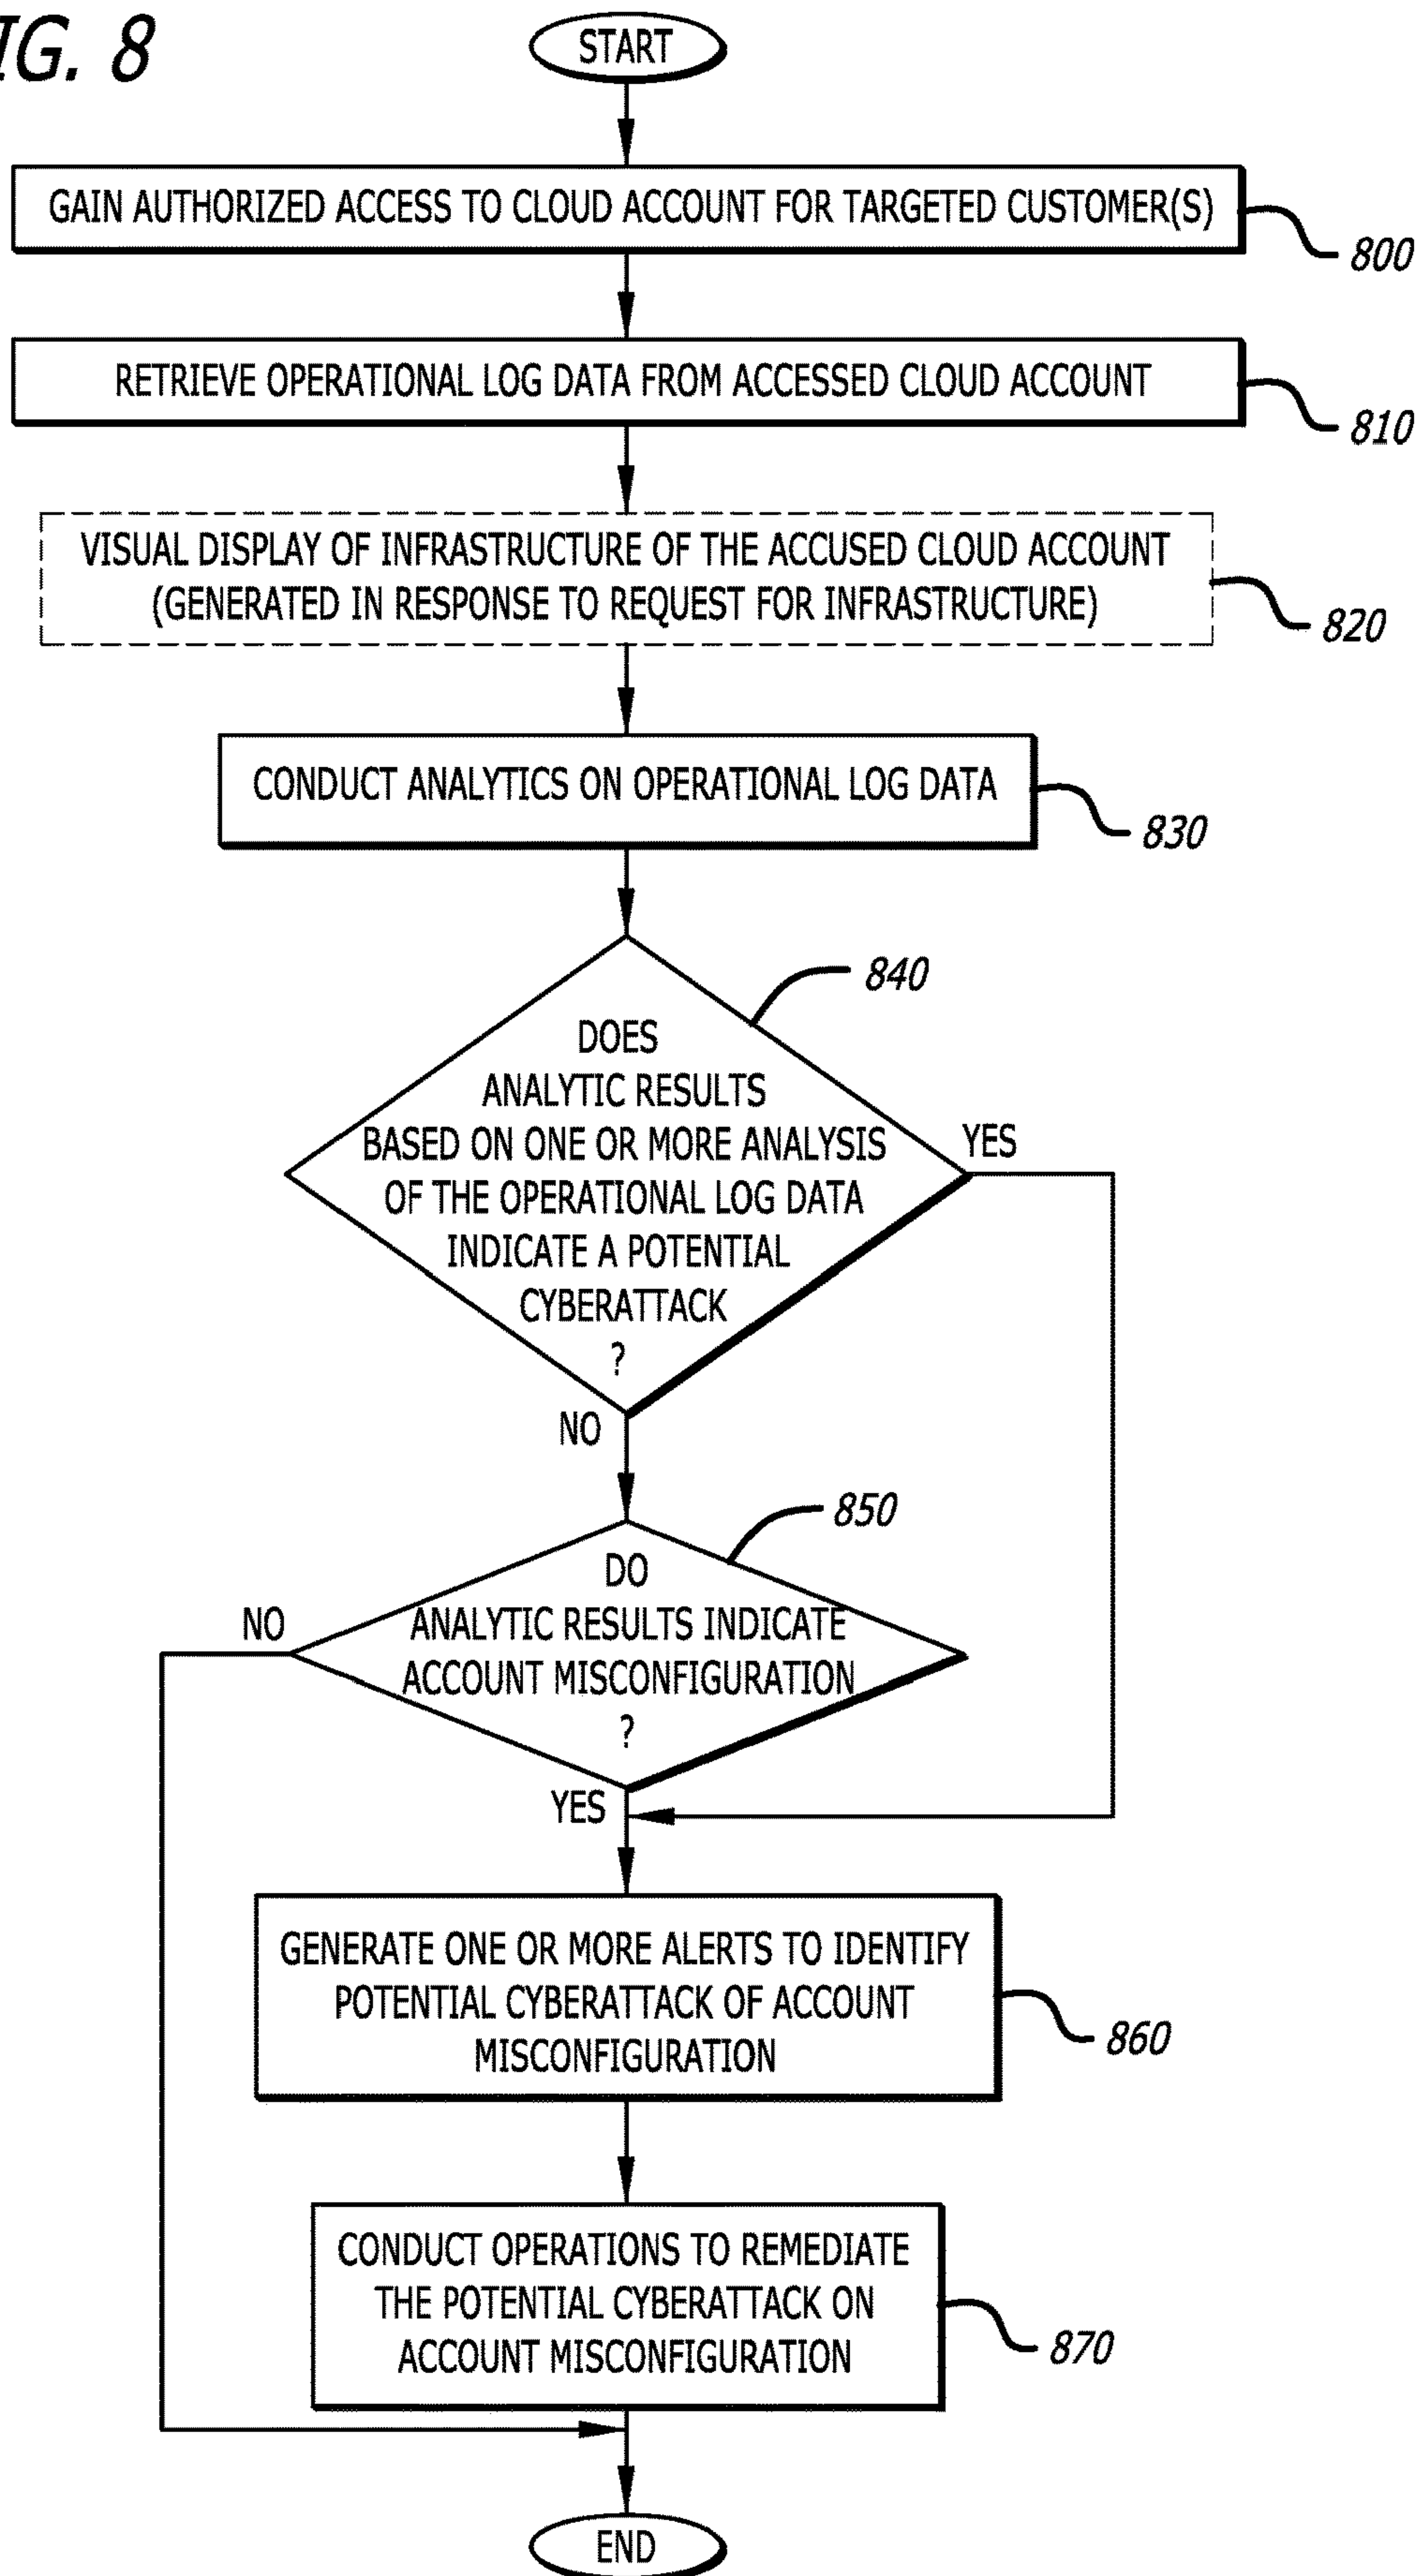 IG. 8
START
GAIN AUTHORIZED ACCESS TO CLOUD ACCOUNT FOR TARGETED CUSTOMER(S)
800
RETRIEVE OPERATIONAL LOG DATA FROM ACCESSED CLOUD ACCOUNT
810
VISUAL DISPLAY OF INFRASTRUCTURE OF THE ACCUSED CLOUD ACCOUNT
(GENERATED IN RESPONSE TO REQUEST FOR INFRASTRUCTURE)
820
CONDUCT ANALYTICS ON OPERATIONAL LOG DATA
830
840
DOES
ANALYTIC RESULTS
BASED ON ONE OR MORE ANALYSIS
OF THE OPERATIONAL LOG DATA
INDICATE A POTENTIAL
CYBERATTACK
?
YES
NO
850
DO
ANALYTIC RESULTS INDICATE
ACCOUNT MISCONFIGURATION
?
NO
YES
GENERATE ONE OR MORE ALERTS TO IDENTIFY
POTENTIAL CYBERATTACK OF ACCOUNT
MISCONFIGURATION
860
CONDUCT OPERATIONS TO REMEDIATE
THE POTENTIAL CYBERATTACK ON
ACCOUNT MISCONFIGURATION
870
END